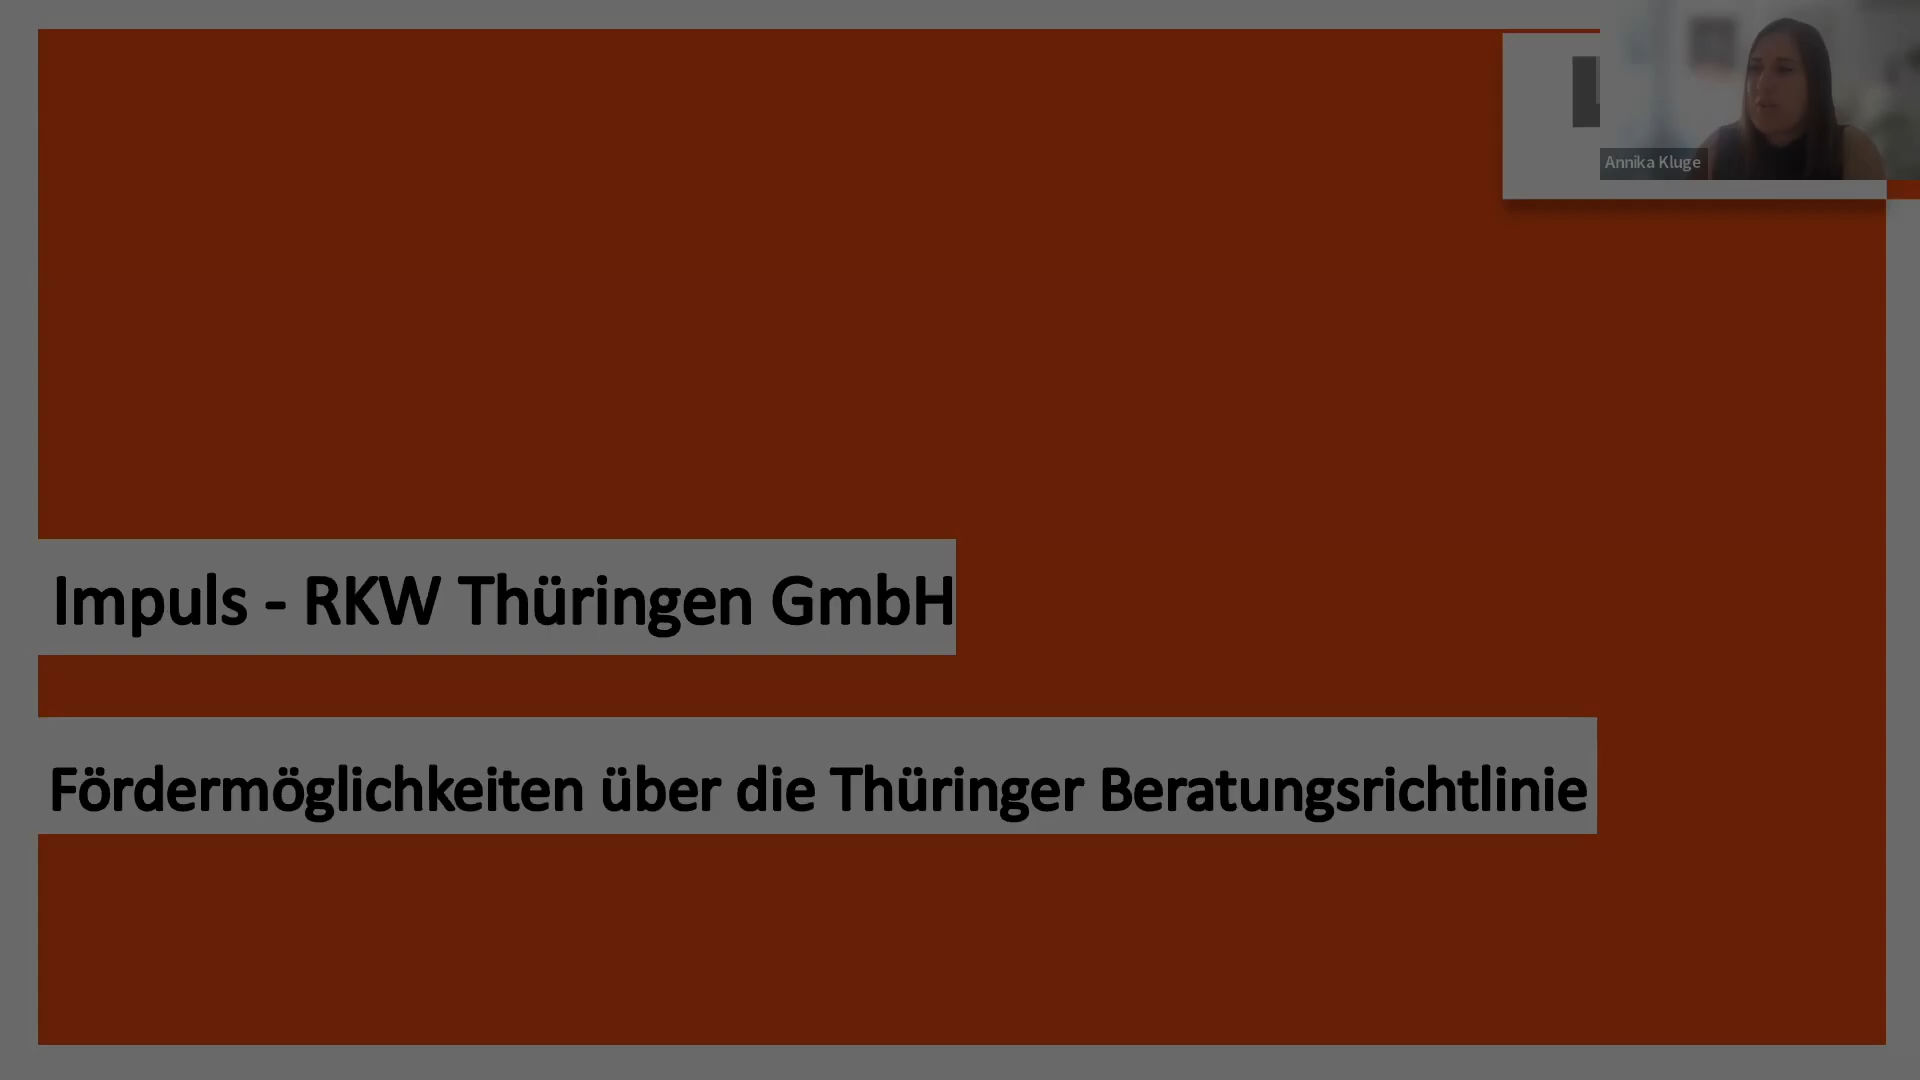 Annika Kluge
Impuls - RKW Thüringen GmbH
Fördermöglichkeiten über die Thüringer Beratungsrichtlinie